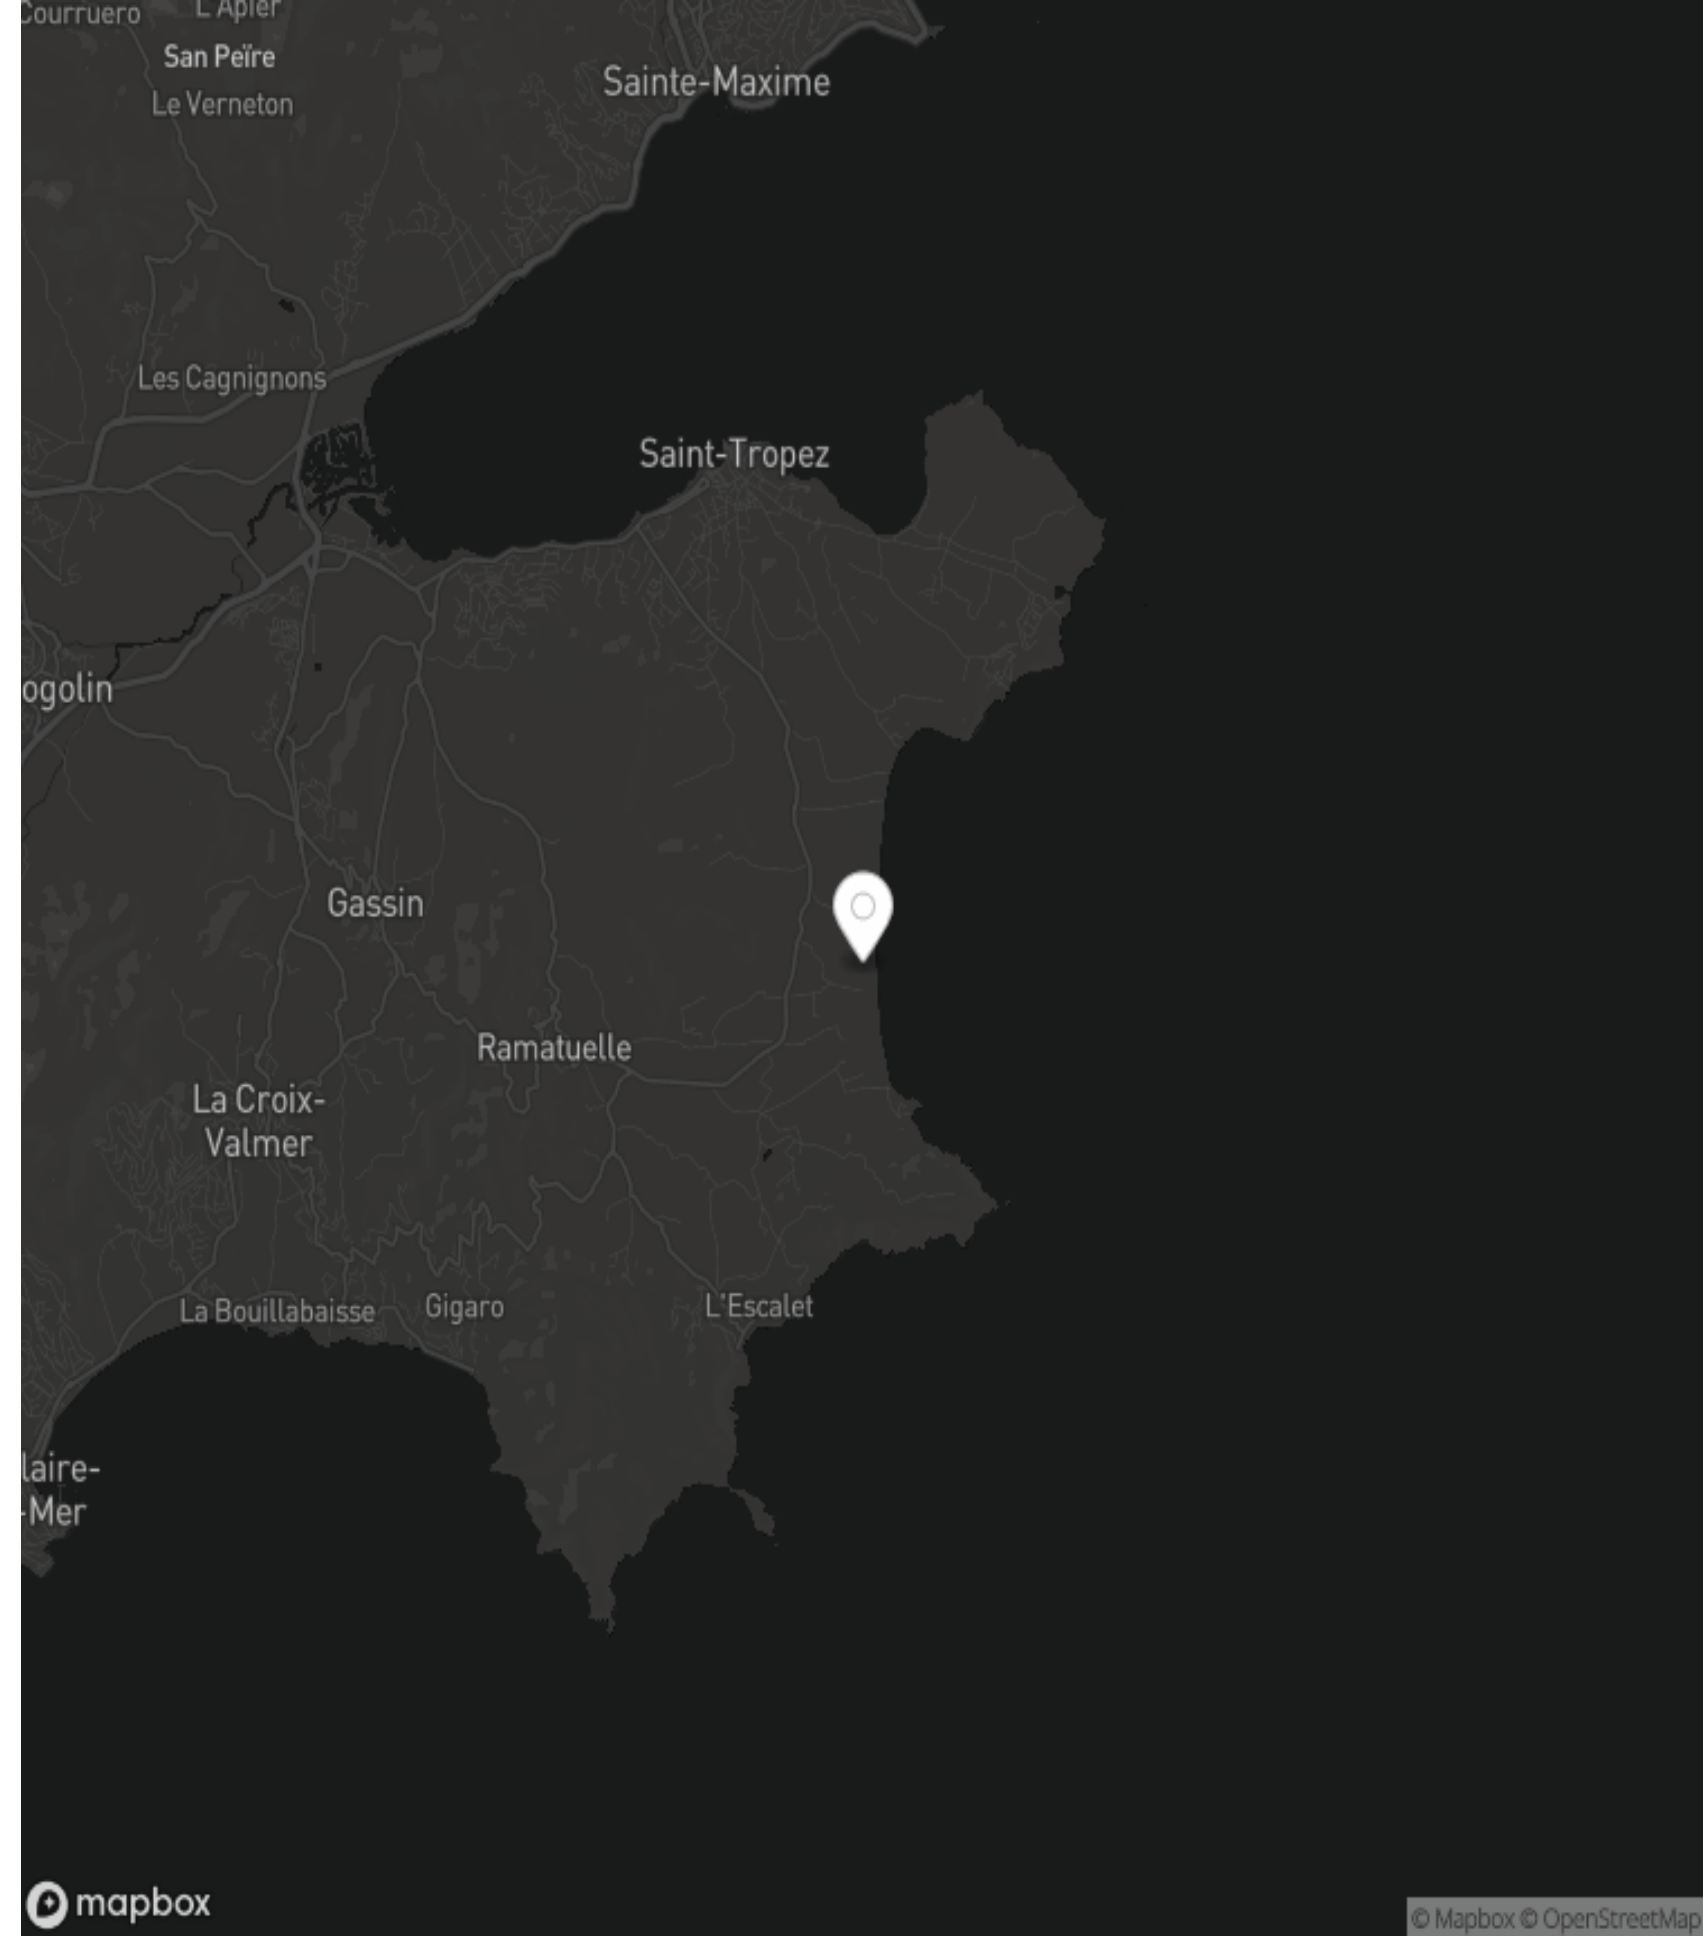 Courruero
L'Apier
San Peïre
Le Verneton
Sainte-Maxime
Les Cagnignons
Saint-Tropez
ogolin
Gassin
Ramatuelle
La Croix-
Valmer
La Bouillabaisse
Gigaro
L'Escalet
laire-
-Mer
mapbox
© Mapbox © OpenStreetMap